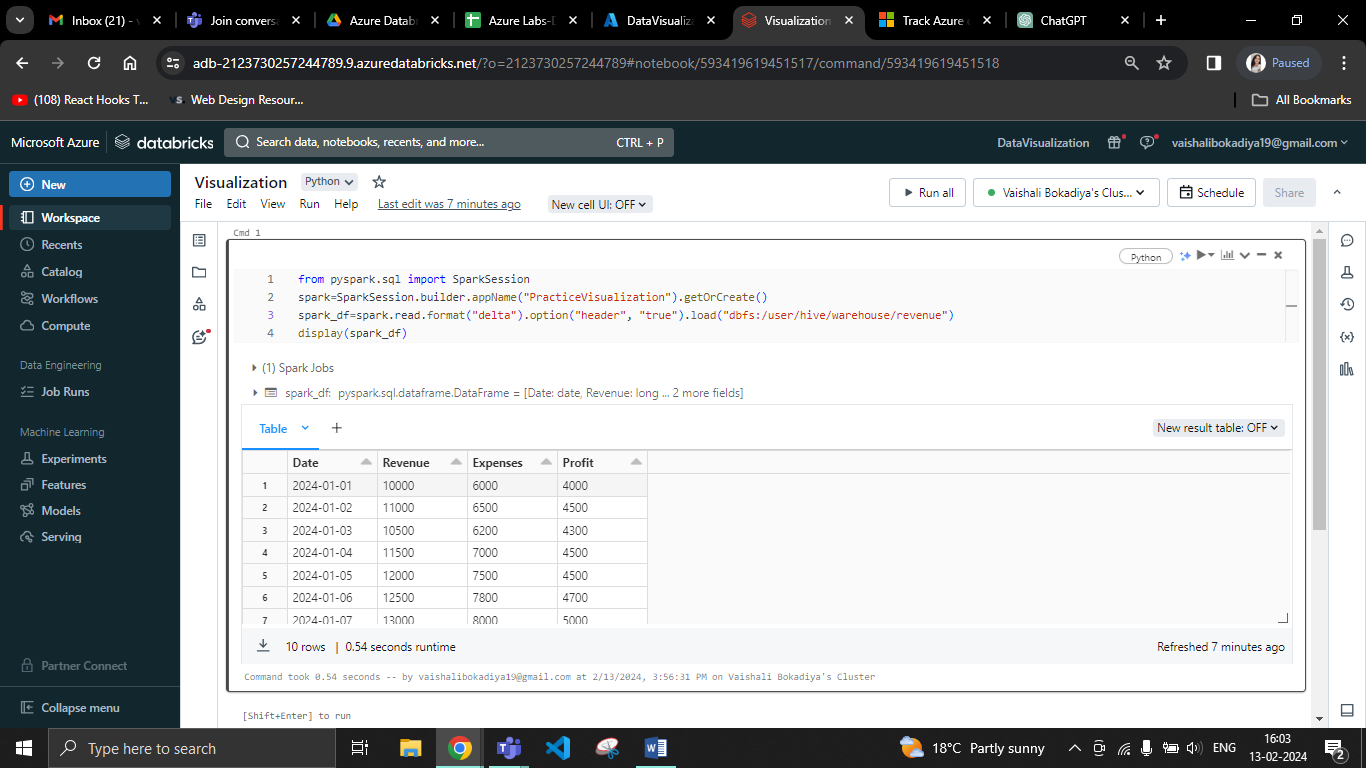 Inbox (21) - v
Join convers
Azure Datab
Azure Labs-D
DataVisualiz
Visualization
Track Azure c
ChatGPT
adb-2123730257244789.9.azuredatabricks.net/?o=2123730257244789#notebook/593419619451517/command/593419619451518
Paused
(108) React Hooks T...
Web Design Resour...
All Bookmarks
Microsoft Azure
databricks
Search data, notebooks, recents, and more...
CTRL + P
DataVisualization
vaishalibokadiya19@gmail.com
New
Workspace
Recents
Catalog
Workflows
Compute
Data Engineering
Job Runs
Machine Learning
Experiments
Features
Models
Serving
Partner Connect
Collapse menu
Visualization
Python
File Edit View Run Help
Last edit was 7 minutes ago
New cell UI: OFF
Run all
Vaishali Bokadiya's Clus...
Schedule
Share
Cmd 1
Python
1 from pyspark.sql import SparkSession
2 spark=SparkSession.builder.appName("PracticeVisualization").getOrCreate()
3 spark_df=spark.read.format("delta").option("header", "true").load("dbfs:/user/hive/warehouse/revenue")
4 display(spark_df)
(1) Spark Jobs
spark_df: pyspark.sql.dataframe.DataFrame = [Date: date, Revenue: long ... 2 more fields]
Table
New result table: OFF
Date Revenue Expenses Profit
1 2024-01-01 10000 6000 4000
2 2024-01-02 11000 6500 4500
3 2024-01-03 10500 6200 4300
4 2024-01-04 11500 7000 4500
5 2024-01-05 12000 7500 4500
6 2024-01-06 12500 7800 4700
7 2024-01-07 13000 8000 5000
10 rows | 0.54 seconds runtime
Refreshed 7 minutes ago
Command took 0.54 seconds -- by vaishalibokadiya19@gmail.com at 2/13/2024, 3:56:31 PM on Vaishali Bokadiya's Cluster
[Shift+Enter] to run
Type here to search
18°C Partly sunny
ENG
16:03
13-02-2024
2